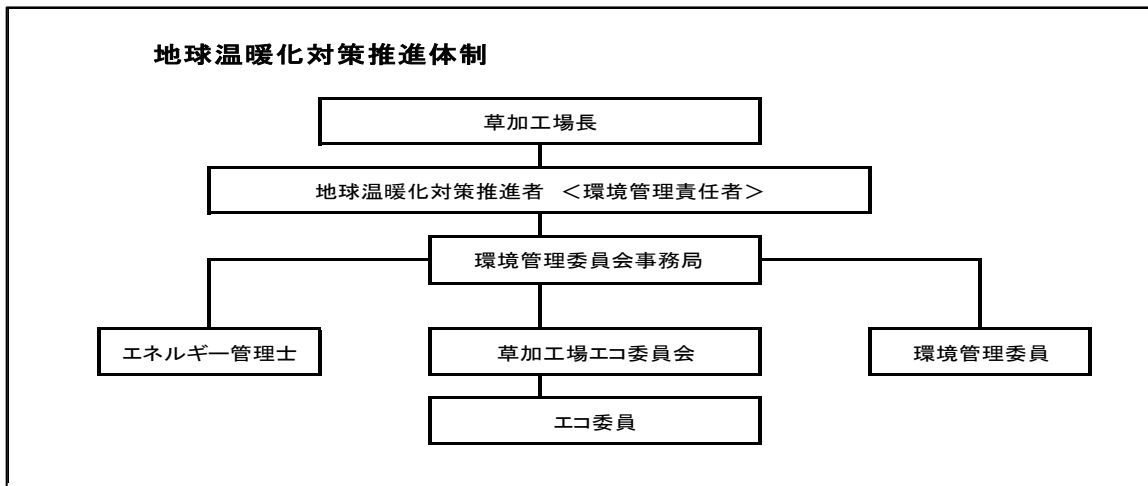 地球温暖化対策推進体制
草加工場長
地球温暖化対策推進者　＜環境管理責任者＞
環境管理委員会事務局
エネルギー管理士
草加工場エコ委員会
環境管理委員
エコ委員